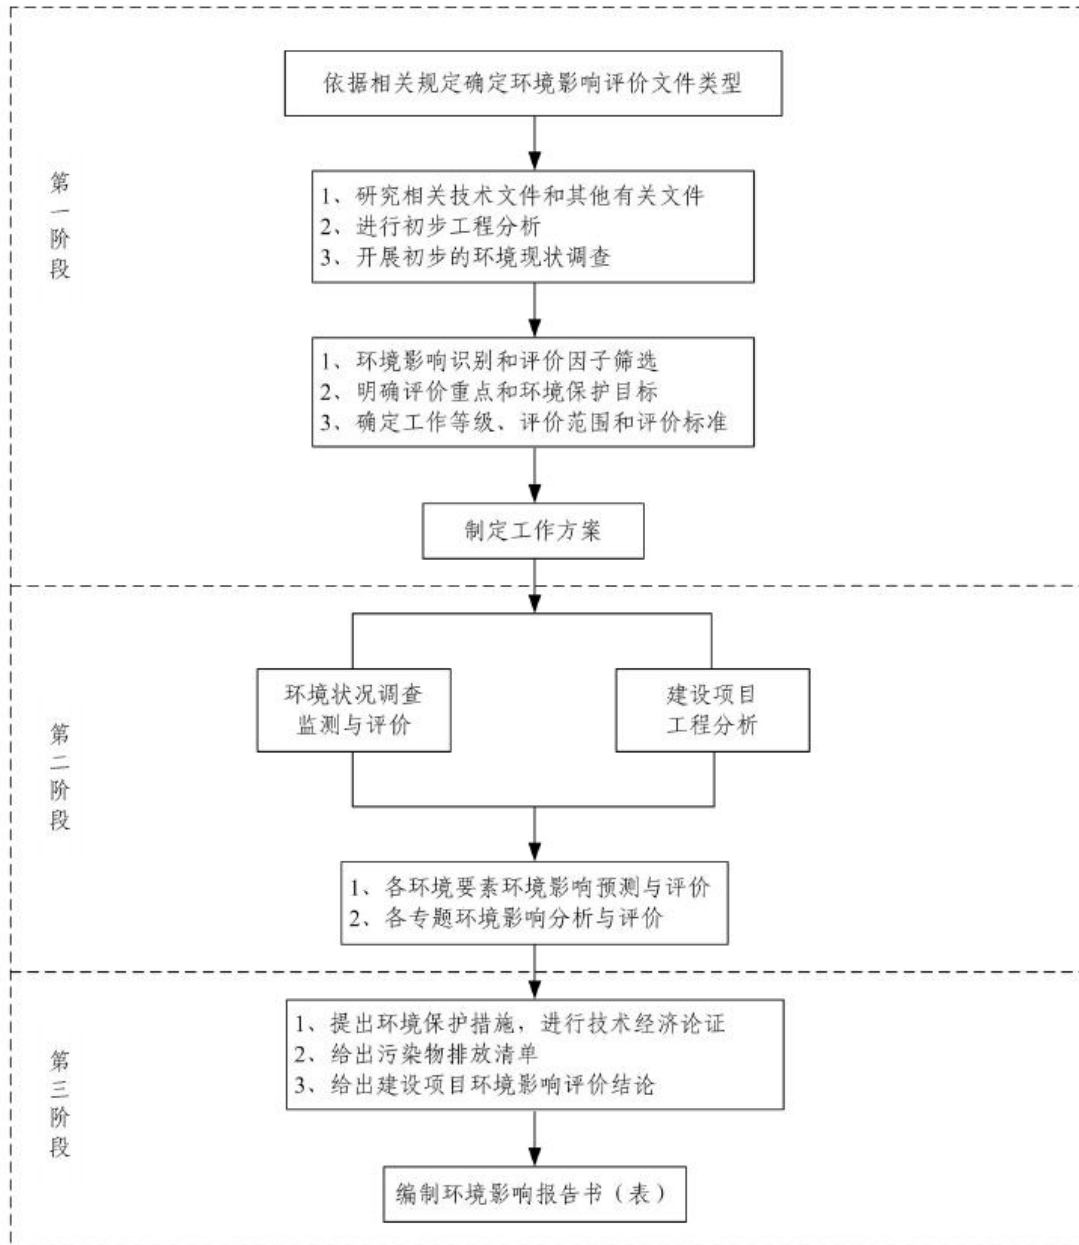 依据相关规定确定环境影响评价文件类型
第一阶段
1、研究相关技术文件和其他有关文件
2、进行初步工程分析
3、开展初步的环境现状调查
1、环境影响识别和评价因子筛选
2、明确评价重点和环境保护目标
3、确定工作等级、评价范围和评价标准
制定工作方案
第二阶段
环境状况调查
监测与评价
建设项目
工程分析
1、各环境要素环境影响预测与评价
2、各专题环境影响分析与评价
第三阶段
1、提出环境保护措施，进行技术经济论证
2、给出污染物排放清单
3、给出建设项目环境影响评价结论
编制环境影响报告书（表）